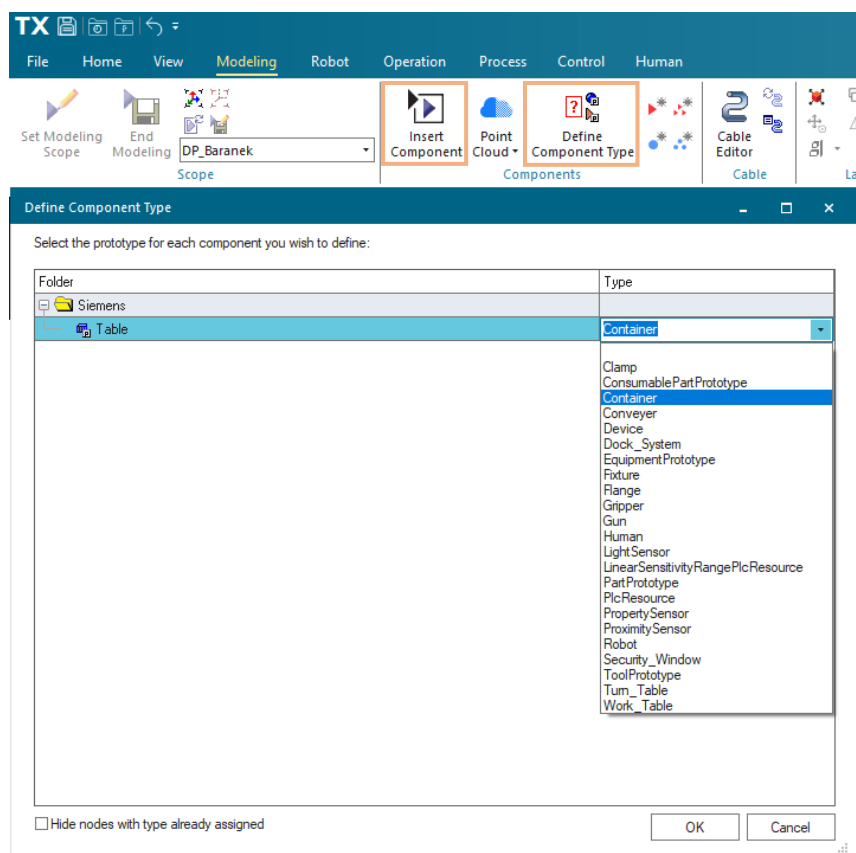 TX
File Home View Modeling Robot Operation Process Control Human
Set Modeling Scope
End Modeling
DP_Baranek
Insert Component
Point Cloud
Define Component Type
Cable Editor
Scope Components Cable La
Define Component Type
Select the prototype for each component you wish to define:
Folder Type
Siemens
Table Container
Clamp
ConsumablePartPrototype
Container
Conveyer
Device
Dock_System
EquipmentPrototype
Fixture
Flange
Gripper
Gun
Human
LightSensor
LinearSensitivityRangePlcResource
PartPrototype
PlcResource
PropertySensor
ProximitySensor
Robot
Security_Window
ToolPrototype
Turn_Table
Work_Table
Hide nodes with type already assigned
OK Cancel